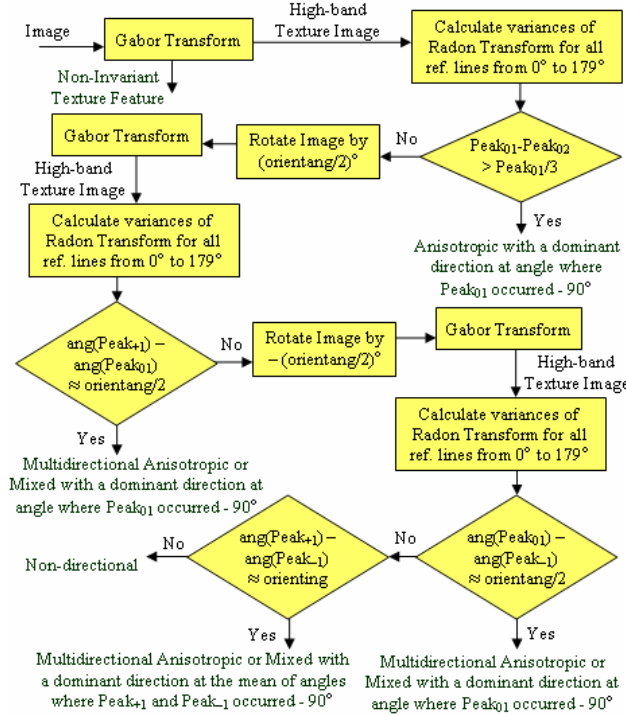 Image
Gabor Transform
High-band
Texture Image
Calculate variances of
Radon Transform for all
ref. lines from 0° to 179°
Non-Invariant
Texture Feature
Peak01-Peak02
> Peak01/3
No
Rotate Image by
(orientang/2)°
Gabor Transform
Yes
Anisotropic with a dominant
direction at angle where
Peak01 occurred - 90°
High-band
Texture Image
Calculate variances of
Radon Transform for all
ref. lines from 0° to 179°
ang(Peak+1) –
ang(Peak01)
≈ orientang/2
No
Rotate Image by
– (orientang/2)°
Gabor Transform
Yes
Multidirectional Anisotropic or
Mixed with a dominant direction at
angle where Peak01 occurred - 90°
High-band
Texture Image
Calculate variances of
Radon Transform for all
ref. lines from 0° to 179°
ang(Peak01) –
ang(Peak–1)
≈ orientang/2
No
ang(Peak+1) –
ang(Peak–1)
≈ orienting
No
Non-directional
Yes
Multidirectional Anisotropic or Mixed with
a dominant direction at the mean of angles
where Peak+1 and Peak–1 occurred - 90°
Yes
Multidirectional Anisotropic or
Mixed with a dominant direction at
angle where Peak01 occurred - 90°